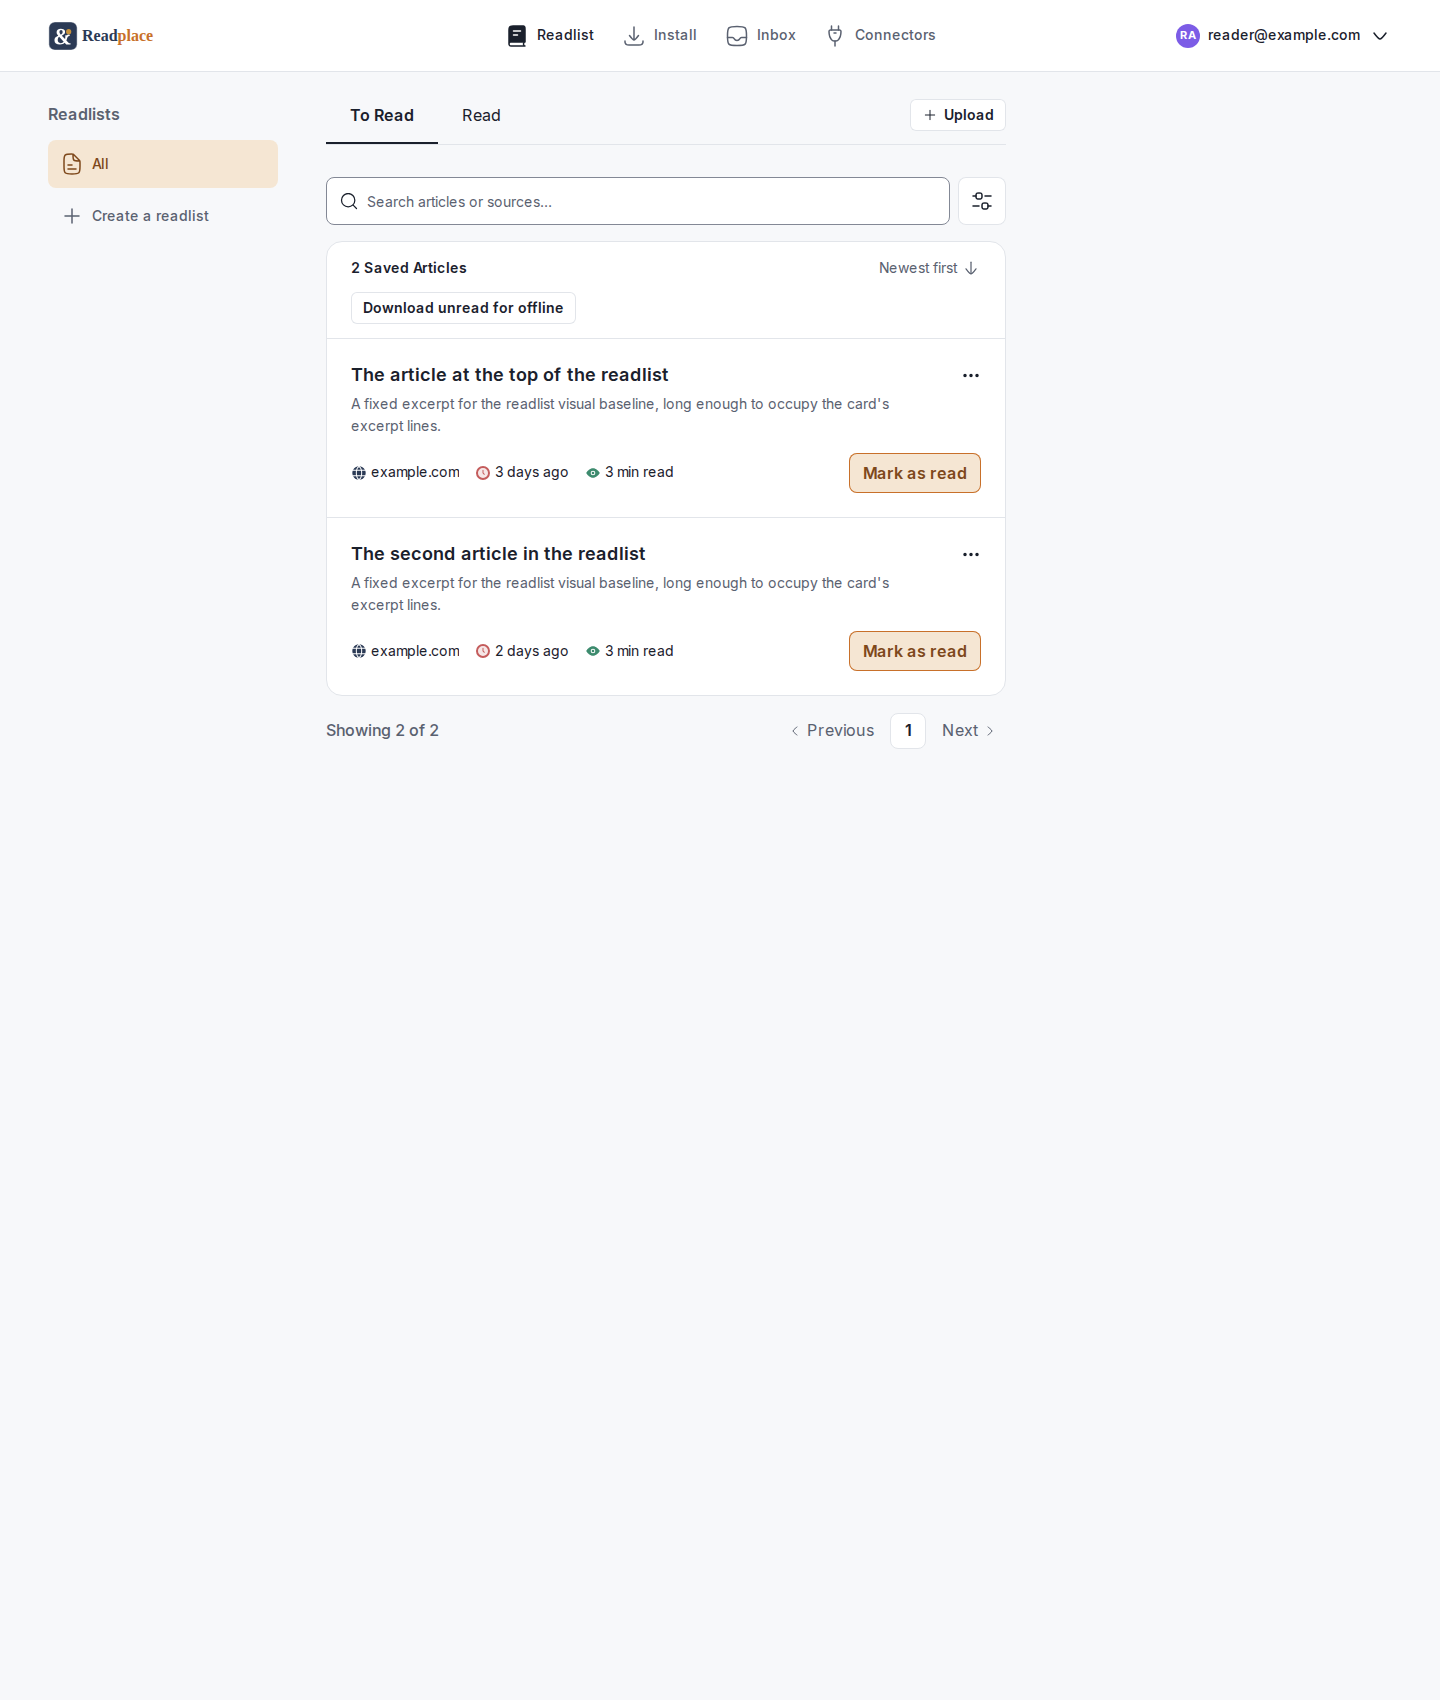 & Readplace
Readlist
Install
Inbox
Connectors
RA
reader@example.com
Readlists
All
Create a readlist
To Read
Read
Upload
Search articles or sources...
2 Saved Articles
Newest first
Download unread for offline
The article at the top of the readlist
A fixed excerpt for the readlist visual baseline, long enough to occupy the card's
excerpt lines.
example.com
3 days ago
3 min read
Mark as read
The second article in the readlist
A fixed excerpt for the readlist visual baseline, long enough to occupy the card's
excerpt lines.
example.com
2 days ago
3 min read
Mark as read
Showing 2 of 2
Previous
1
Next